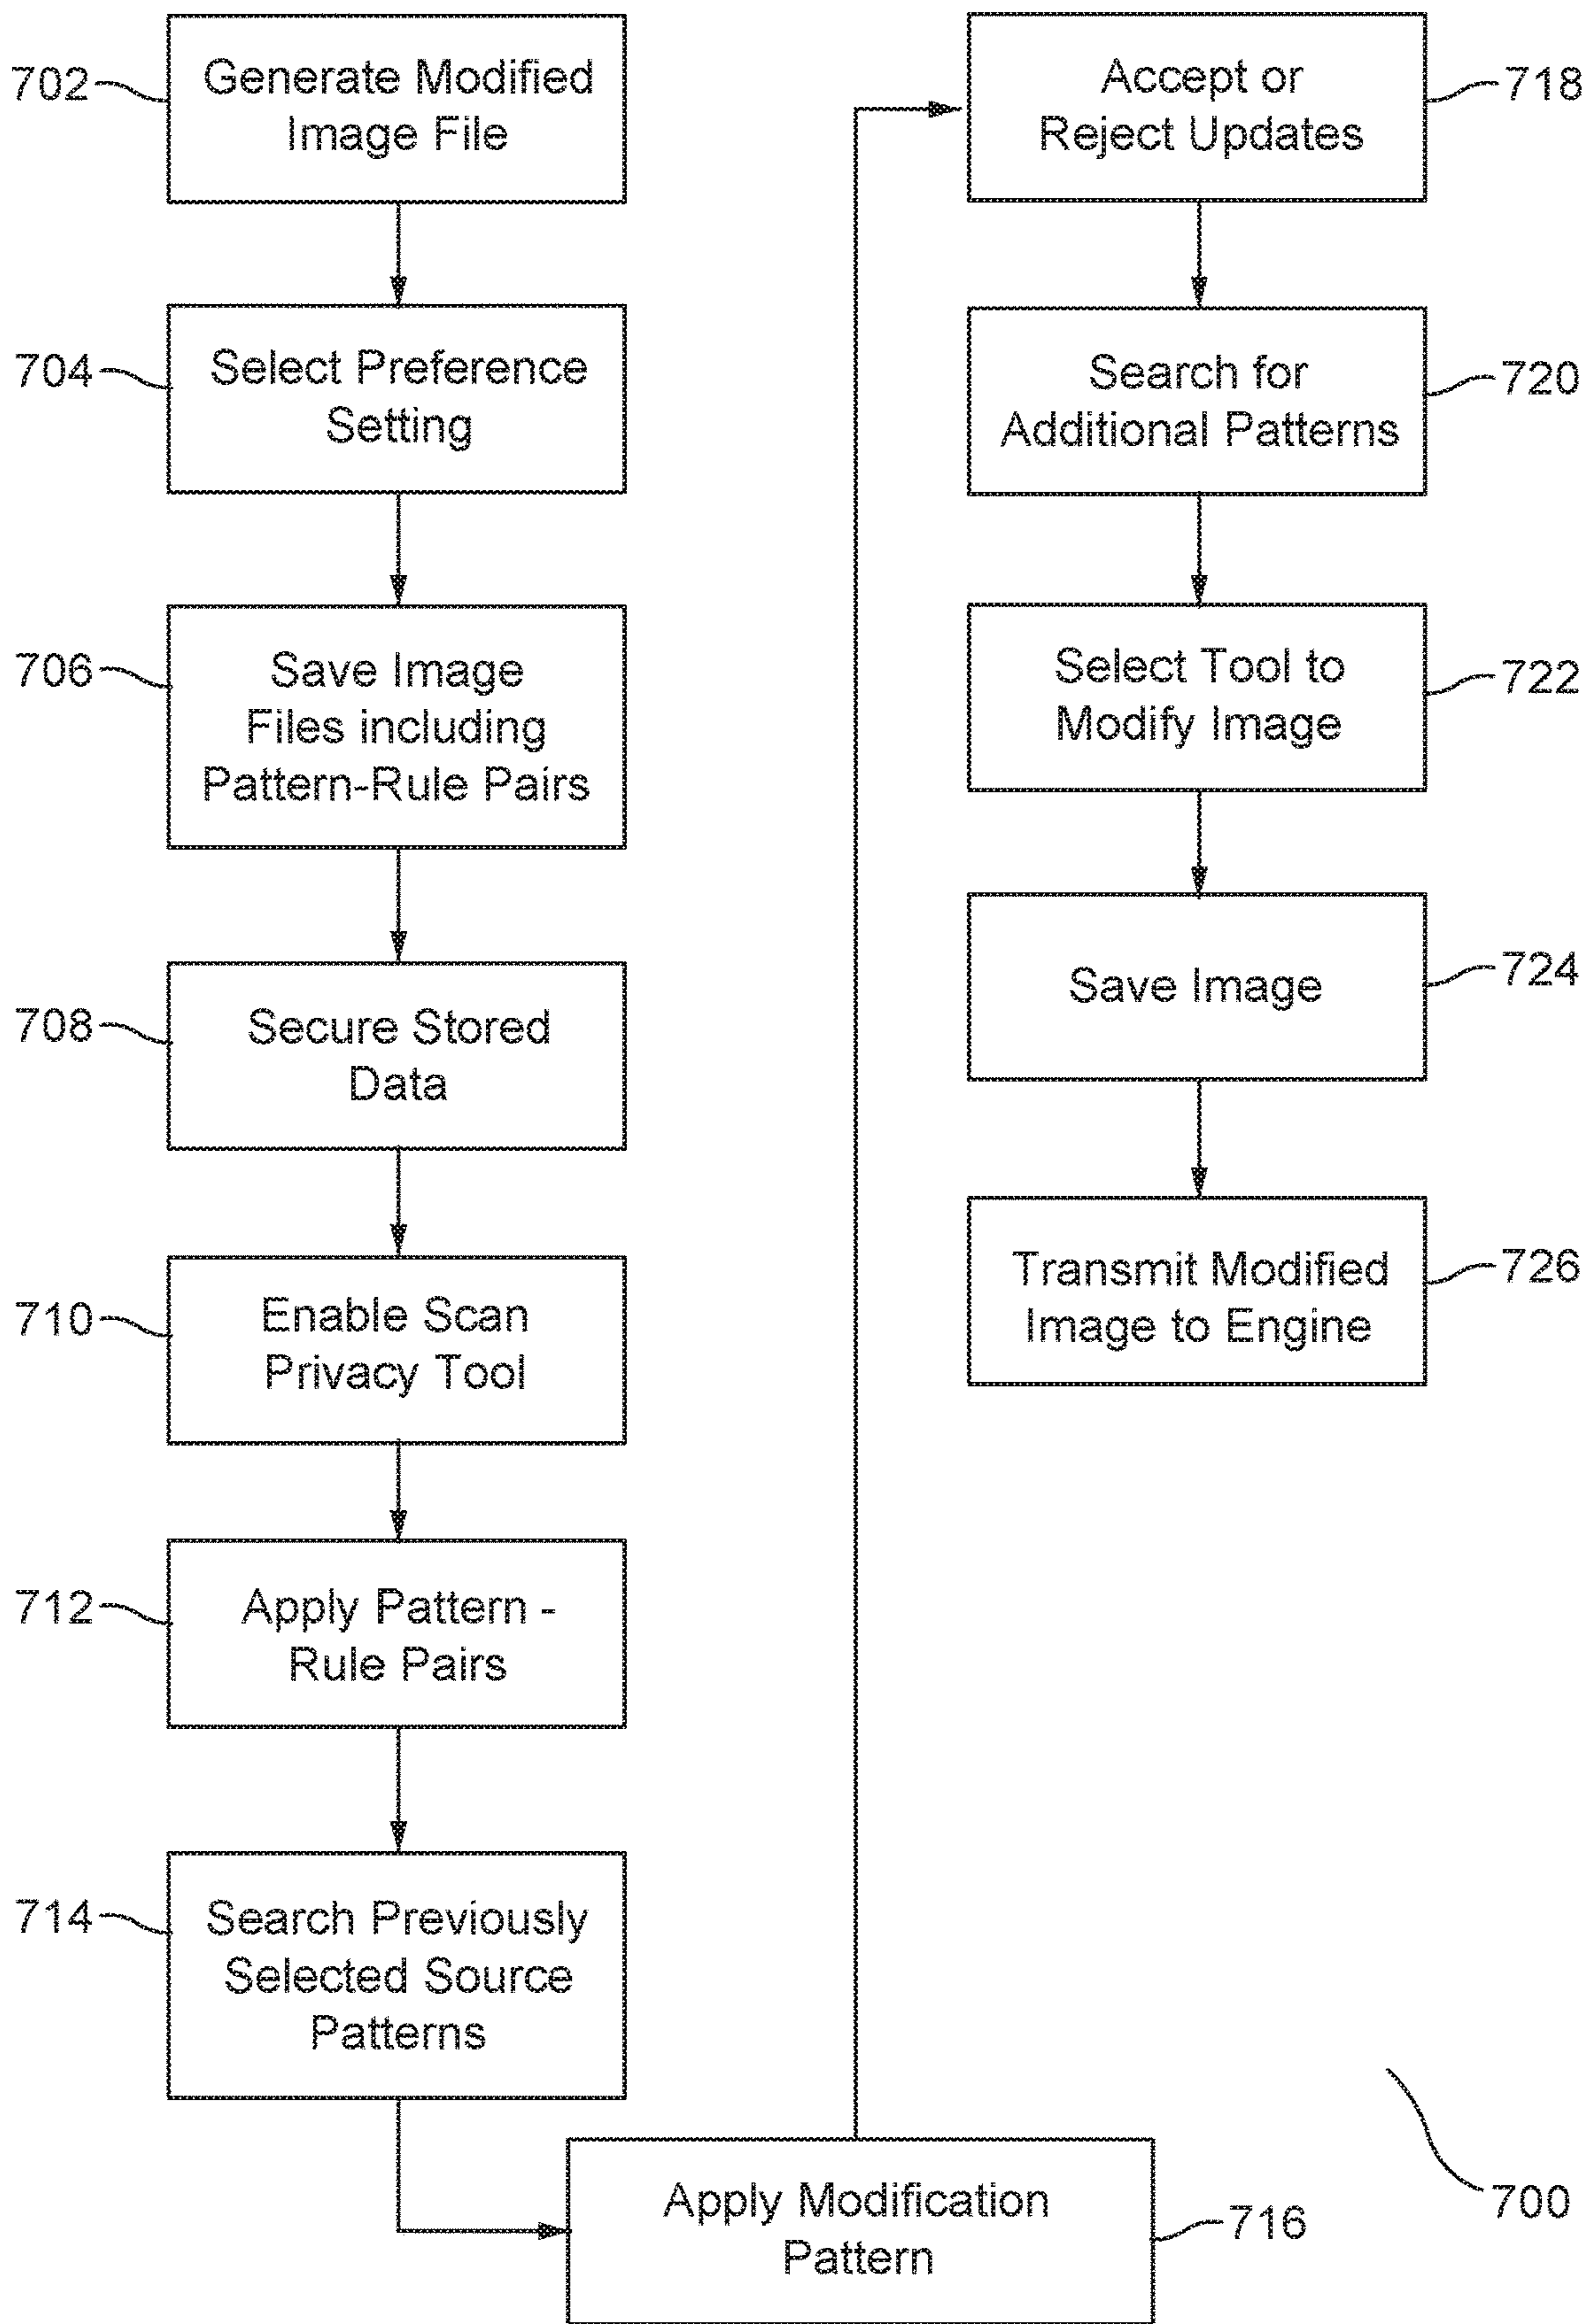 702
Generate Modified
Image File
704
Select Preference
Setting
706
Save Image
Files including
Pattern-Rule Pairs
708
Secure Stored
Data
710
Enable Scan
Privacy Tool
712
Apply Pattern -
Rule Pairs
714
Search Previously
Selected Source
Patterns
Apply Modification
Pattern
716
Accept or
Reject Updates
718
Search for
Additional Patterns
720
Select Tool to
Modify Image
722
Save Image
724
Transmit Modified
Image to Engine
726
700